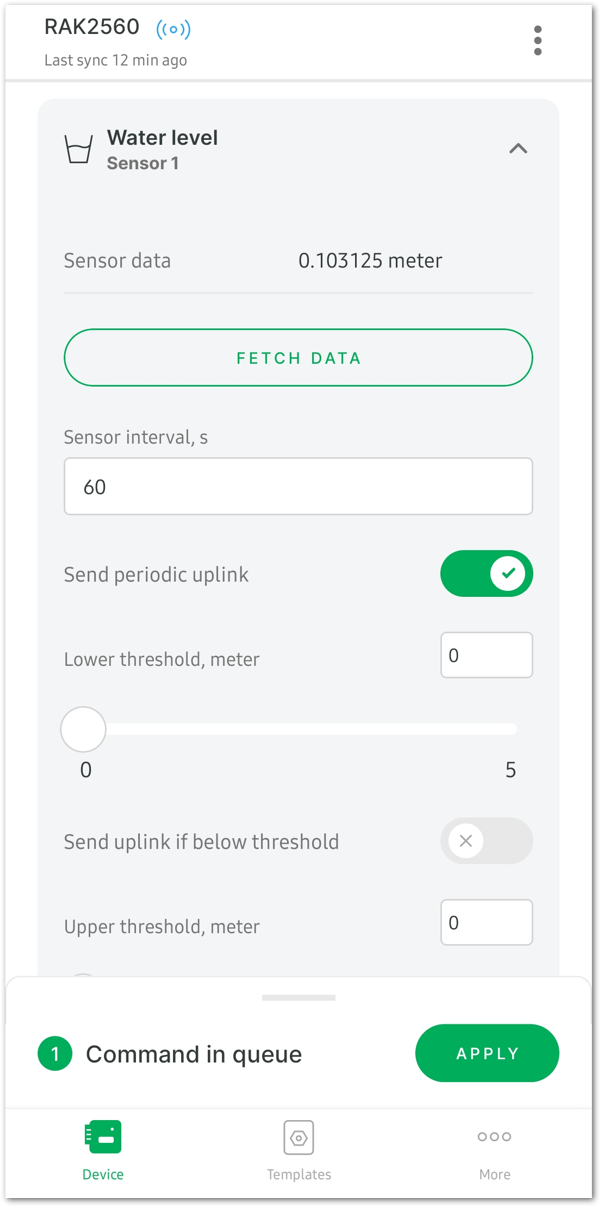 RAK2560
Last sync 12 min ago
Water level
Sensor 1
Sensor data 0.103125 meter
FETCH DATA
Sensor interval, s
60
Send periodic uplink
Lower threshold, meter 0
0 5
Send uplink if below threshold
Upper threshold, meter 0
1 Command in queue APPLY
Device Templates More